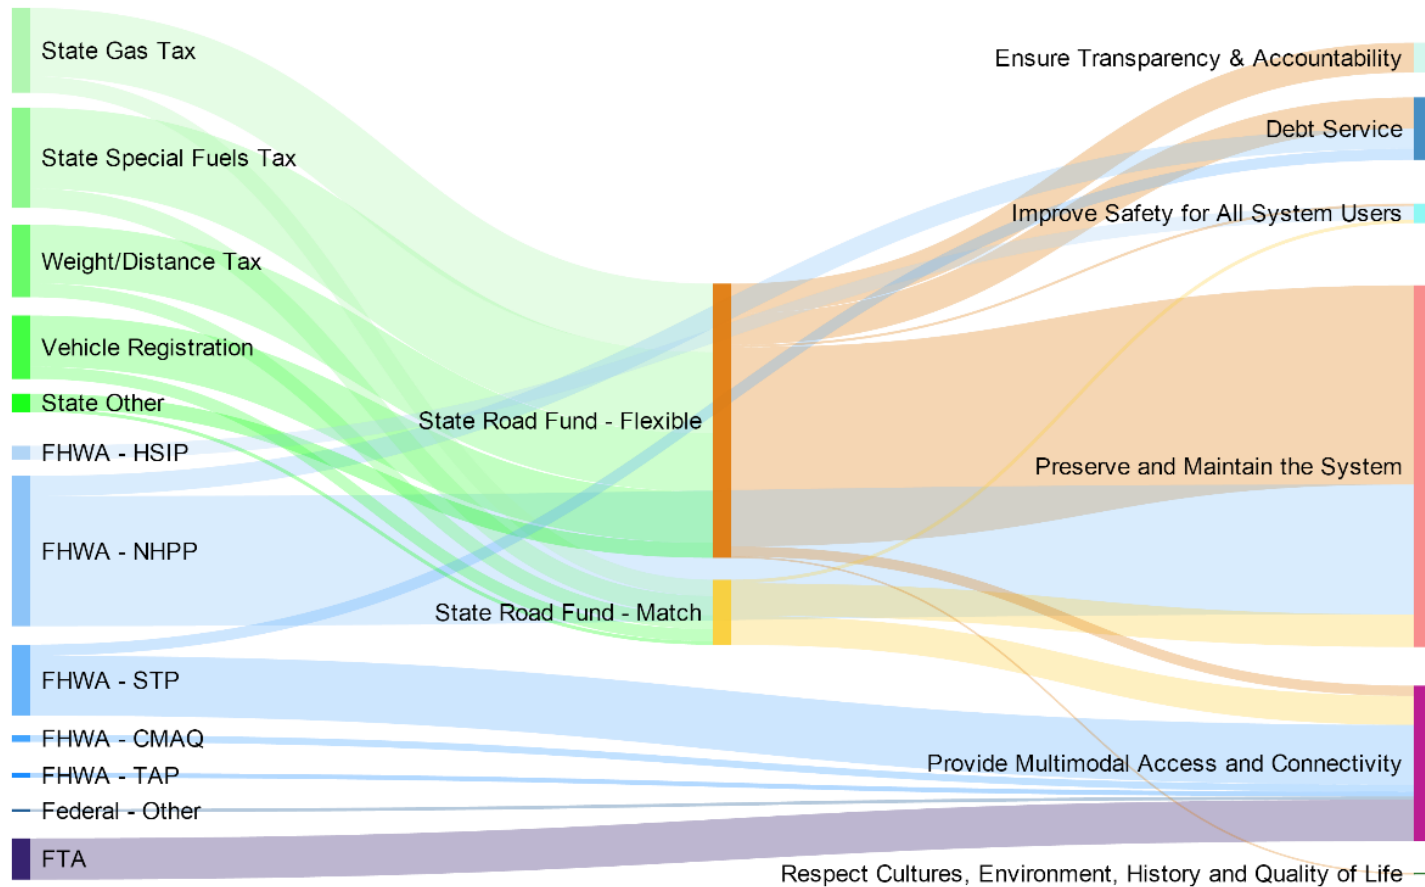 State Gas Tax
State Special Fuels Tax
Weight/Distance Tax
Vehicle Registration
State Other
FHWA - HSIP
FHWA - NHPP
FHWA - STP
FHWA - CMAQ
FHWA - TAP
Federal - Other
FTA
State Road Fund - Flexible
State Road Fund - Match
Ensure Transparency & Accountability
Debt Service
Improve Safety for All System Users
Preserve and Maintain the System
Provide Multimodal Access and Connectivity
Respect Cultures, Environment, History and Quality of Life